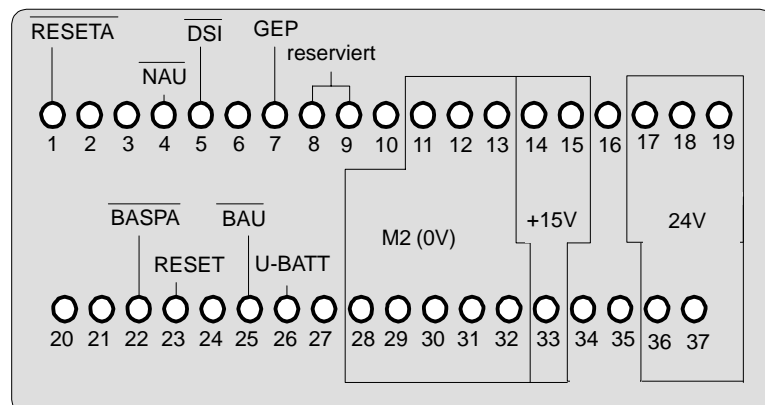 RESETA
DSI
GEP
NAU
reserviert
1 2 3 4 5 6 7 8 9 10 11 12 13 14 15 16 17 18 19
BASPA
BAU
M2 (0V)
+15V
24V
RESET
U-BATT
20 21 22 23 24 25 26 27 28 29 30 31 32 33 34 35 36 37